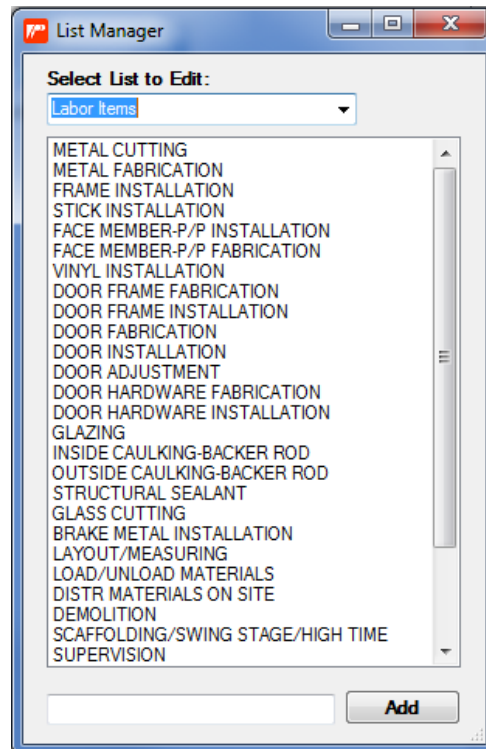 List Manager
Select List to Edit:
Labor Items
METAL CUTTING
METAL FABRICATION
FRAME INSTALLATION
STICK INSTALLATION
FACE MEMBER-P/P INSTALLATION
FACE MEMBER-P/P FABRICATION
VINYL INSTALLATION
DOOR FRAME FABRICATION
DOOR FRAME INSTALLATION
DOOR FABRICATION
DOOR INSTALLATION
DOOR ADJUSTMENT
DOOR HARDWARE FABRICATION
DOOR HARDWARE INSTALLATION
GLAZING
INSIDE CAULKING-BACKER ROD
OUTSIDE CAULKING-BACKER ROD
STRUCTURAL SEALANT
GLASS CUTTING
BRAKE METAL INSTALLATION
LAYOUT/MEASURING
LOAD/UNLOAD MATERIALS
DISTR MATERIALS ON SITE
DEMOLITION
SCAFFOLDING/SWING STAGE/HIGH TIME
SUPERVISION
Add